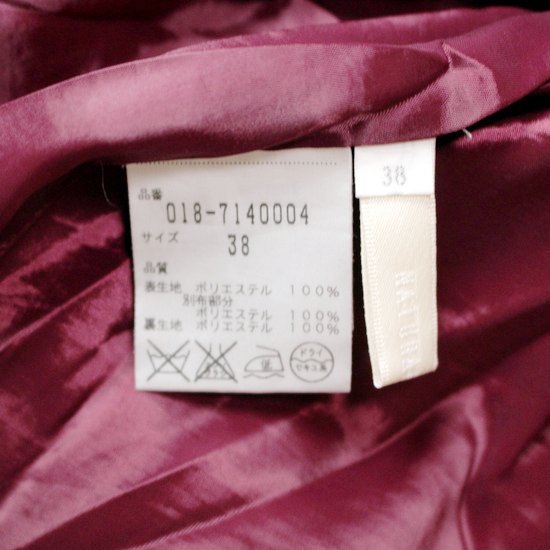 品番
018-7140004
サイズ
38
品質
表生地 ポリエステル 100%
別布部分
ポリエステル 100%
裏生地 ポリエステル 100%
低
ドライ
セキユ系
38